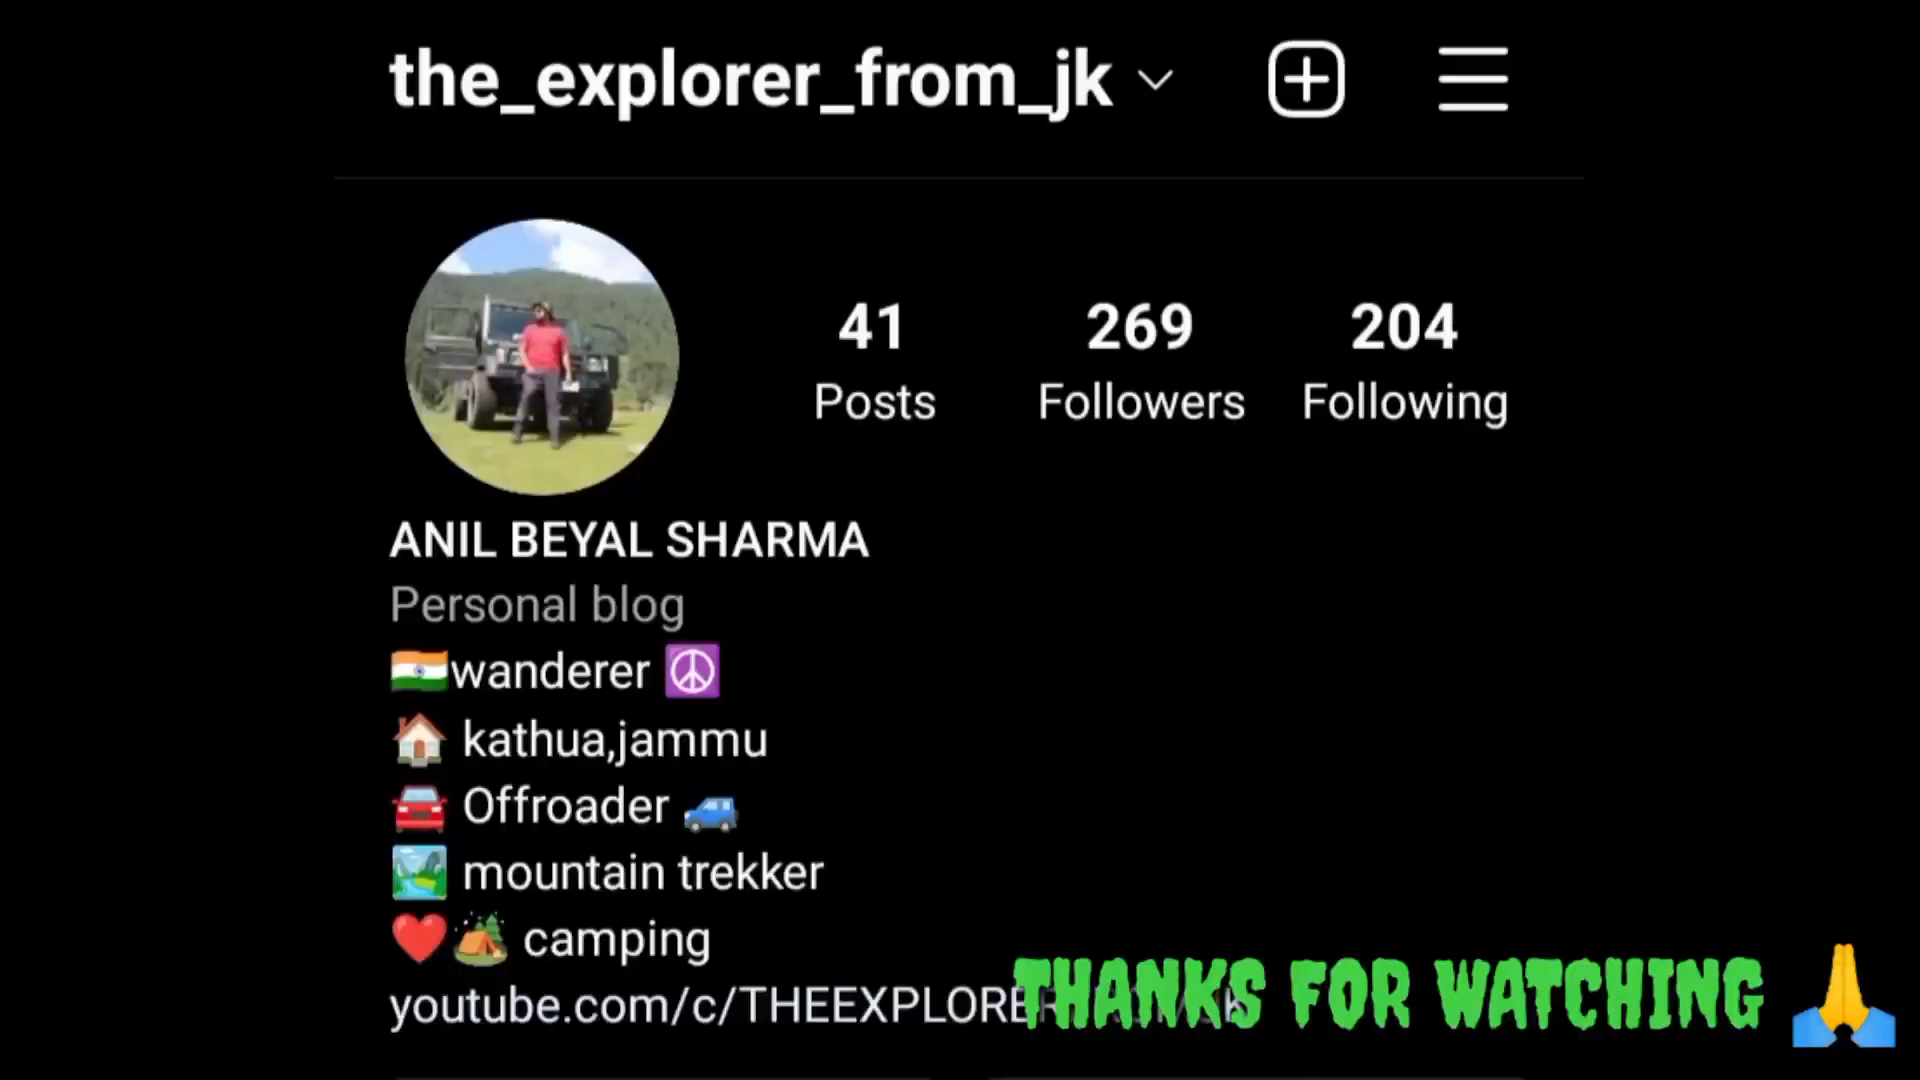 the_explorer_from_jk
41 269 204
Posts Followers Following
ANIL BEYAL SHARMA
Personal blog
🇮🇳wanderer ☮️
🏠 kathua,jammu
🚘 Offroader 🚙
🏞️ mountain trekker
❤️🏕️ camping
youtube.com/c/THEEXPLORER
THANKS FOR WATCHING 🙏